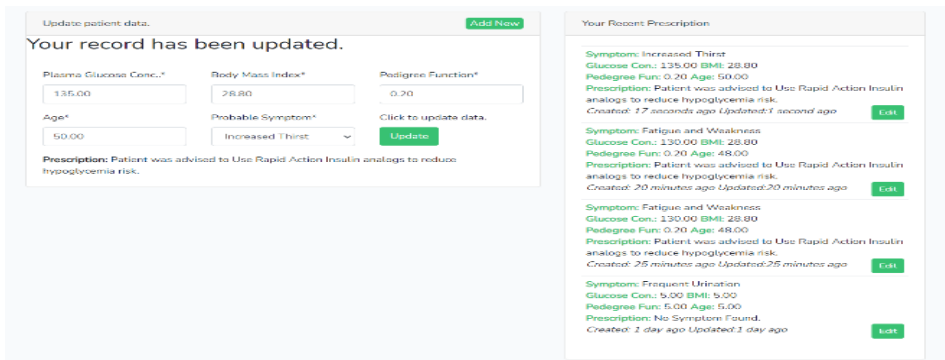 Update patient data.
Add New
Your record has been updated.
Plasma Glucose Conc..*
Body Mass Index*
Pedigree Function*
135.00
28.80
0.20
Age*
Probable Symptom*
Click to update data.
50.00
Increased Thirst
Update
Prescription: Patient was advised to Use Rapid Action Insulin analogs to reduce
hypoglycemia risk.
Your Recent Prescription
Symptom: Increased Thirst
Glucose Con.: 135.00 BMI: 28.80
Pedegree Fun: 0.20 Age: 50.00
Prescription: Patient was advised to Use Rapid Action Insulin
analogs to reduce hypoglycemia risk.
Created: 17 seconds ago Updated:1 second ago
Edit
Symptom: Fatigue and Weakness
Glucose Con.: 130.00 BMI: 28.80
Pedegree Fun: 0.20 Age: 48.00
Prescription: Patient was advised to Use Rapid Action Insulin
analogs to reduce hypoglycemia risk.
Created: 20 minutes ago Updated:20 minutes ago
Edit
Symptom: Fatigue and Weakness
Glucose Con.: 130.00 BMI: 28.80
Pedegree Fun: 0.20 Age: 48.00
Prescription: Patient was advised to Use Rapid Action Insulin
analogs to reduce hypoglycemia risk.
Created: 25 minutes ago Updated:25 minutes ago
Edit
Symptom: Frequent Urination
Glucose Con.: 5.00 BMI: 5.00
Pedegree Fun: 5.00 Age: 5.00
Prescription: No Symptom Found.
Created: 1 day ago Updated:1 day ago
Edit